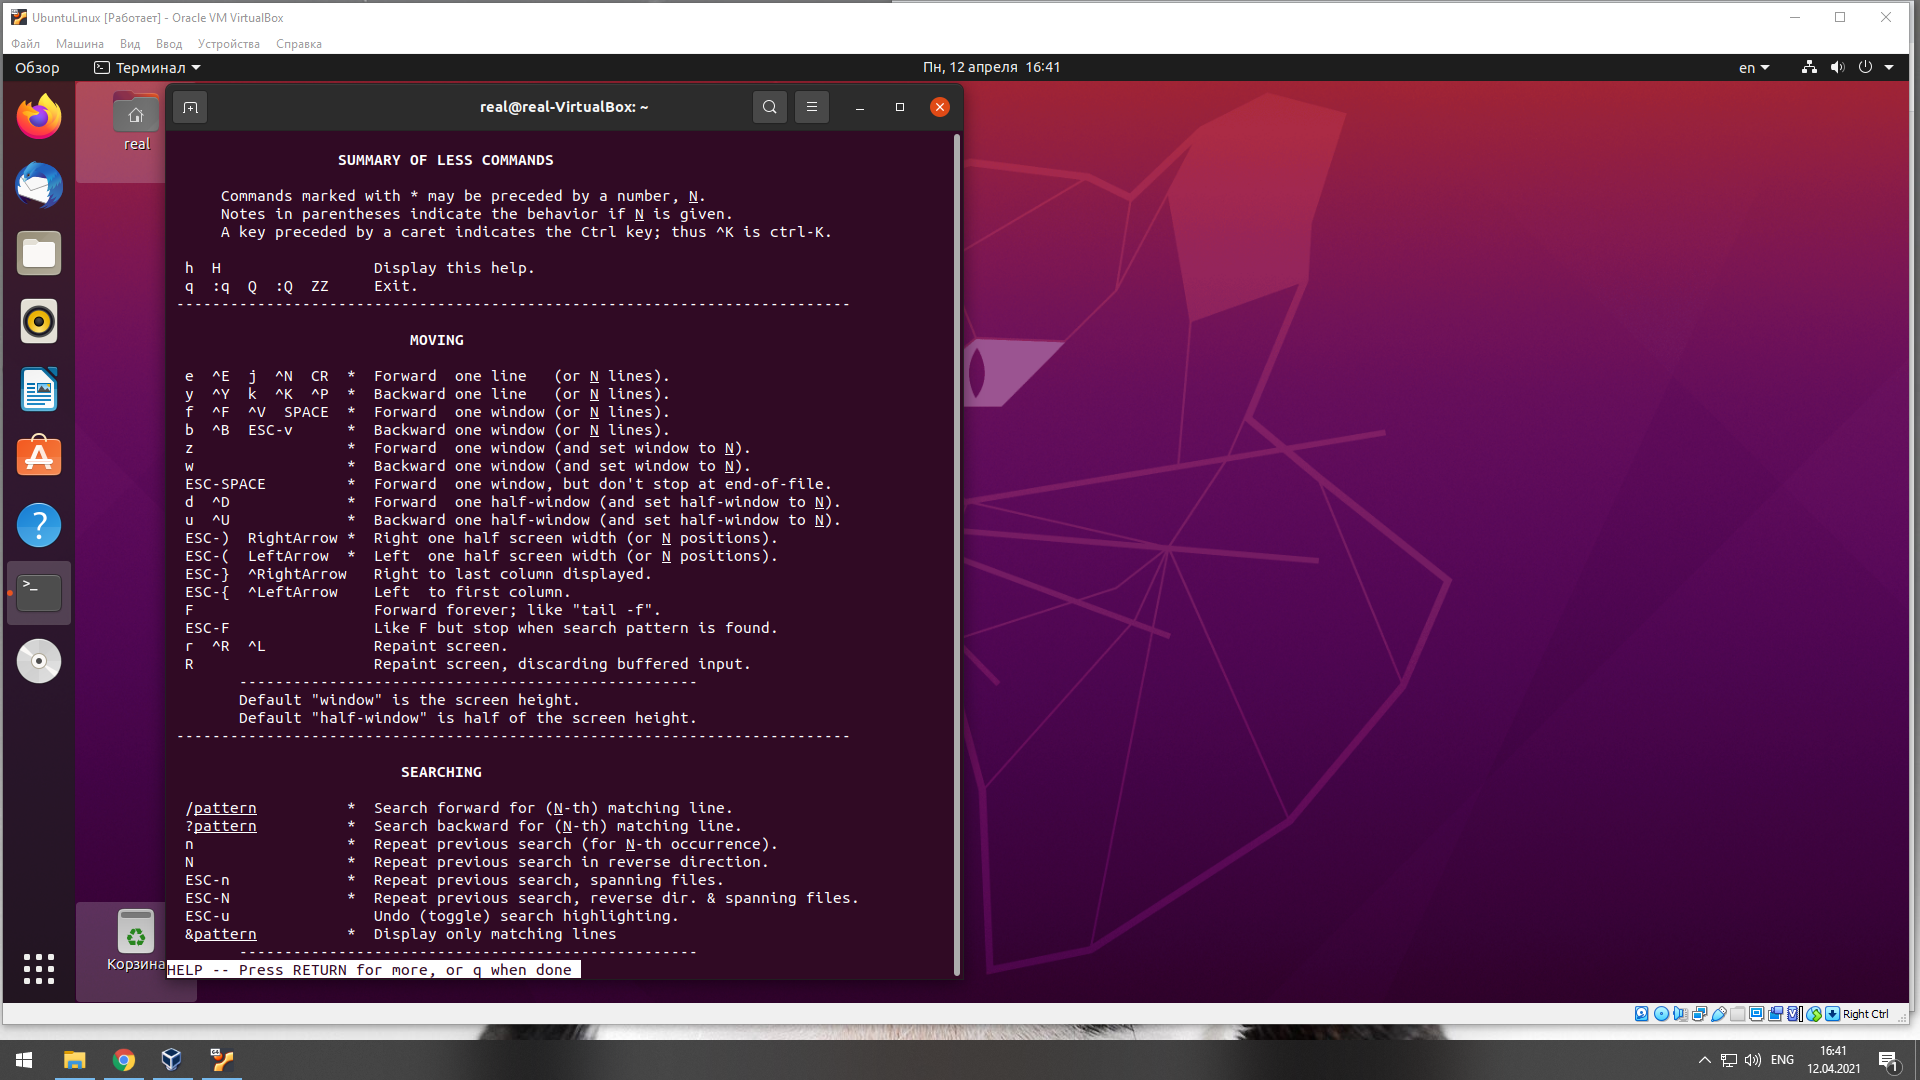 UbuntuLinux [Работает] - Oracle VM VirtualBox
Файл Машина Вид Ввод Устройства Справка
Обзор Терминал Пн, 12 апреля 16:41 en
real@real-VirtualBox: ~
real
SUMMARY OF LESS COMMANDS
Commands marked with * may be preceded by a number, N.
Notes in parentheses indicate the behavior if N is given.
A key preceded by a caret indicates the Ctrl key; thus ^K is ctrl-K.
h H Display this help.
q :q Q :Q ZZ Exit.
---------------------------------------------------------------------------
MOVING
e ^E j ^N CR * Forward one line (or N lines).
y ^Y k ^K ^P * Backward one line (or N lines).
f ^F ^V SPACE * Forward one window (or N lines).
b ^B ESC-v * Backward one window (or N lines).
z * Forward one window (and set window to N).
w * Backward one window (and set window to N).
ESC-SPACE * Forward one window, but don't stop at end-of-file.
d ^D * Forward one half-window (and set half-window to N).
u ^U * Backward one half-window (and set half-window to N).
ESC-) RightArrow * Right one half screen width (or N positions).
ESC-( LeftArrow * Left one half screen width (or N positions).
ESC-} ^RightArrow Right to last column displayed.
ESC-{ ^LeftArrow Left to first column.
F Forward forever; like "tail -f".
ESC-F Like F but stop when search pattern is found.
r ^R ^L Repaint screen.
R Repaint screen, discarding buffered input.
---------------------------------------------------
Default "window" is the screen height.
Default "half-window" is half of the screen height.
---------------------------------------------------------------------------
SEARCHING
/pattern * Search forward for (N-th) matching line.
?pattern * Search backward for (N-th) matching line.
n * Repeat previous search (for N-th occurrence).
N * Repeat previous search in reverse direction.
ESC-n * Repeat previous search, spanning files.
ESC-N * Repeat previous search, reverse dir. & spanning files.
ESC-u Undo (toggle) search highlighting.
&pattern * Display only matching lines
---------------------------------------------------
HELP -- Press RETURN for more, or q when done
Корзина
Right Ctrl
ENG
16:41
12.04.2021
1